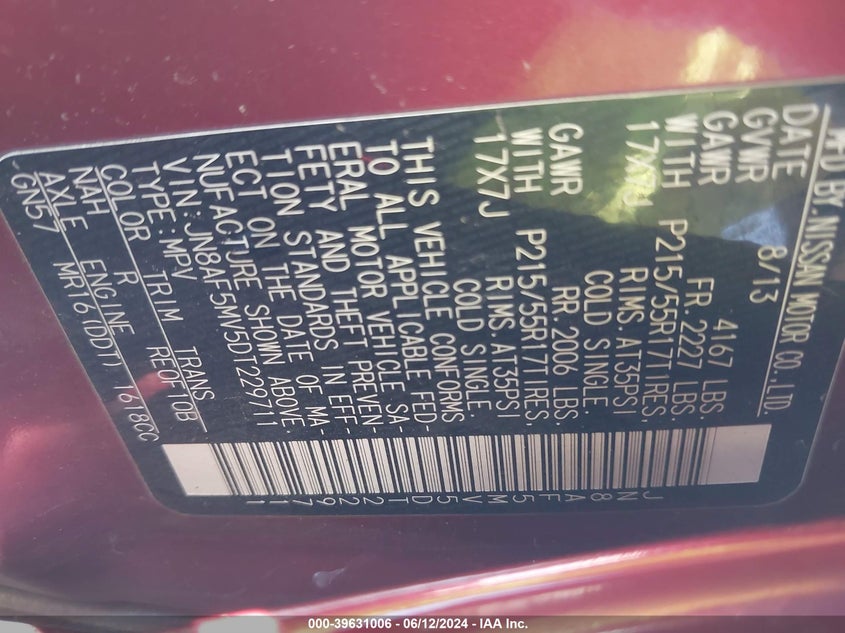 MFD BY NISSAN MOTOR CO., LTD.
DATE 8/13
GVWR 4167 LBS.
GAWR FR. 2227 LBS.
WITH P215/55R17TIRES,
17X7J RIMS. AT35PSI
COLD SINGLE.
GAWR RR. 2006 LBS.
WITH P215/55R17TIRES,
17X7J RIMS. AT35PSI
COLD SINGLE.
THIS VEHICLE CONFORMS
TO ALL APPLICABLE FED-
ERAL MOTOR VEHICLE SA-
FETY AND THEFT PREVEN-
TION STANDARDS IN EFF-
ECT ON THE DATE OF MA-
NUFACTURE SHOWN ABOVE.
VIN: JN8AF5MV5DT229711
TYPE: MPV
COLOR TRIM TRANS
NAH R RE0F10B
AXLE ENGINE
GN57 MR16(DDT) 1618CC
JN8AF5MV5DT229711
000-39631006 - 06/12/2024 - IAA Inc.